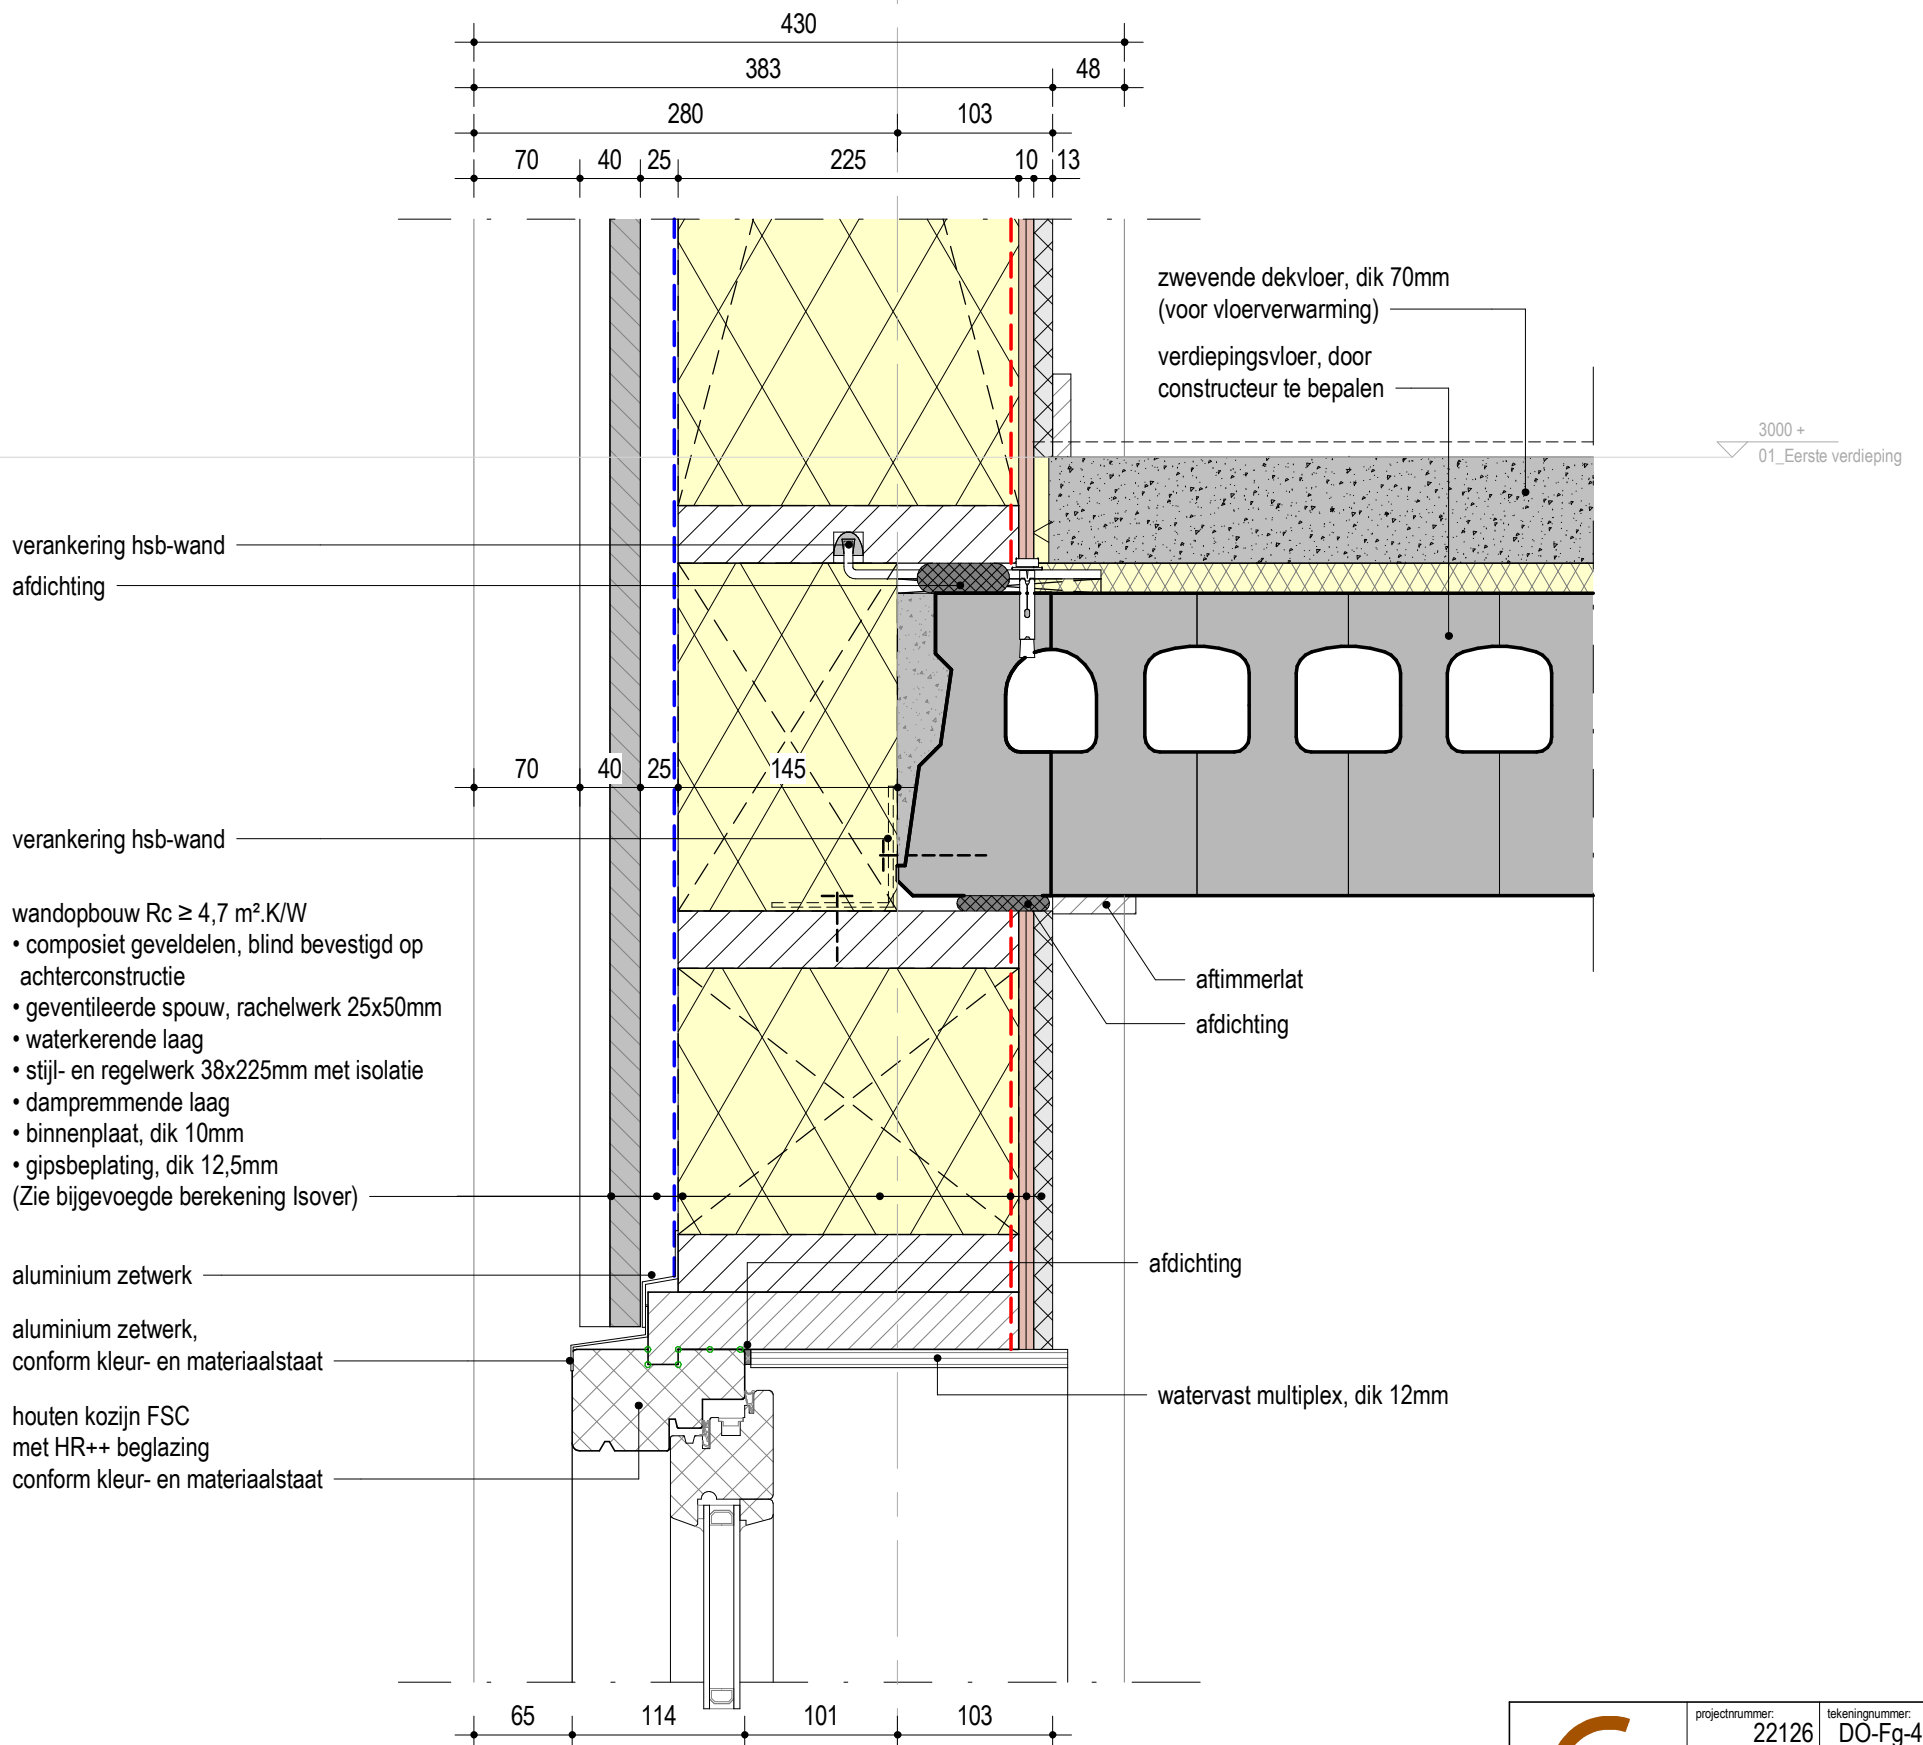 430
383
48
280
103
70
40
25
225
10
13
zwevende dekvloer, dik 70mm
(voor vloerverwarming)
verdiepingsvloer, door
constructeur te bepalen
3000 +
01_Eerste verdieping
verankering hsb-wand
afdichting
70
40
25
145
verankering hsb-wand
wandopbouw Rc ≥ 4,7 m².K/W
• composiet geveldelen, blind bevestigd op
achterconstructie
• geventileerde spouw, rachelwerk 25x50mm
• waterkerende laag
• stijl- en regelwerk 38x225mm met isolatie
• dampremmende laag
• binnenplaat, dik 10mm
• gipsbeplating, dik 12,5mm
(Zie bijgevoegde berekening Isover)
aftimmerlat
afdichting
aluminium zetwerk
afdichting
aluminium zetwerk,
conform kleur- en materiaalstaat
watervast multiplex, dik 12mm
houten kozijn FSC
met HR++ beglazing
conform kleur- en materiaalstaat
65
114
101
103
projectnrummer:
22126
tekeningnummer:
DO-Fg-4